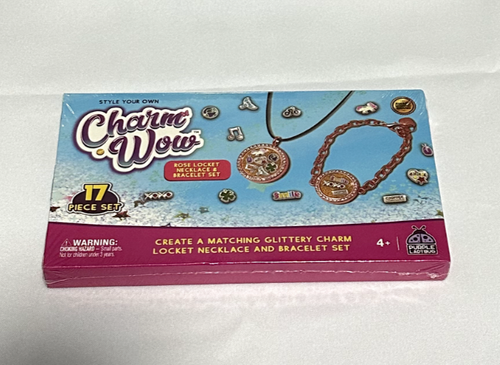 STYLE YOUR OWN
Charm
Wow™
ROSE LOCKET
NECKLACE &
BRACELET SET
17
PIECE SET
XOXO
WARNING:
CHOKING HAZARD — Small parts
Not for children under 3 years.
CREATE A MATCHING GLITTERY CHARM
LOCKET NECKLACE AND BRACELET SET
4+
PURPLE
LADYBUG